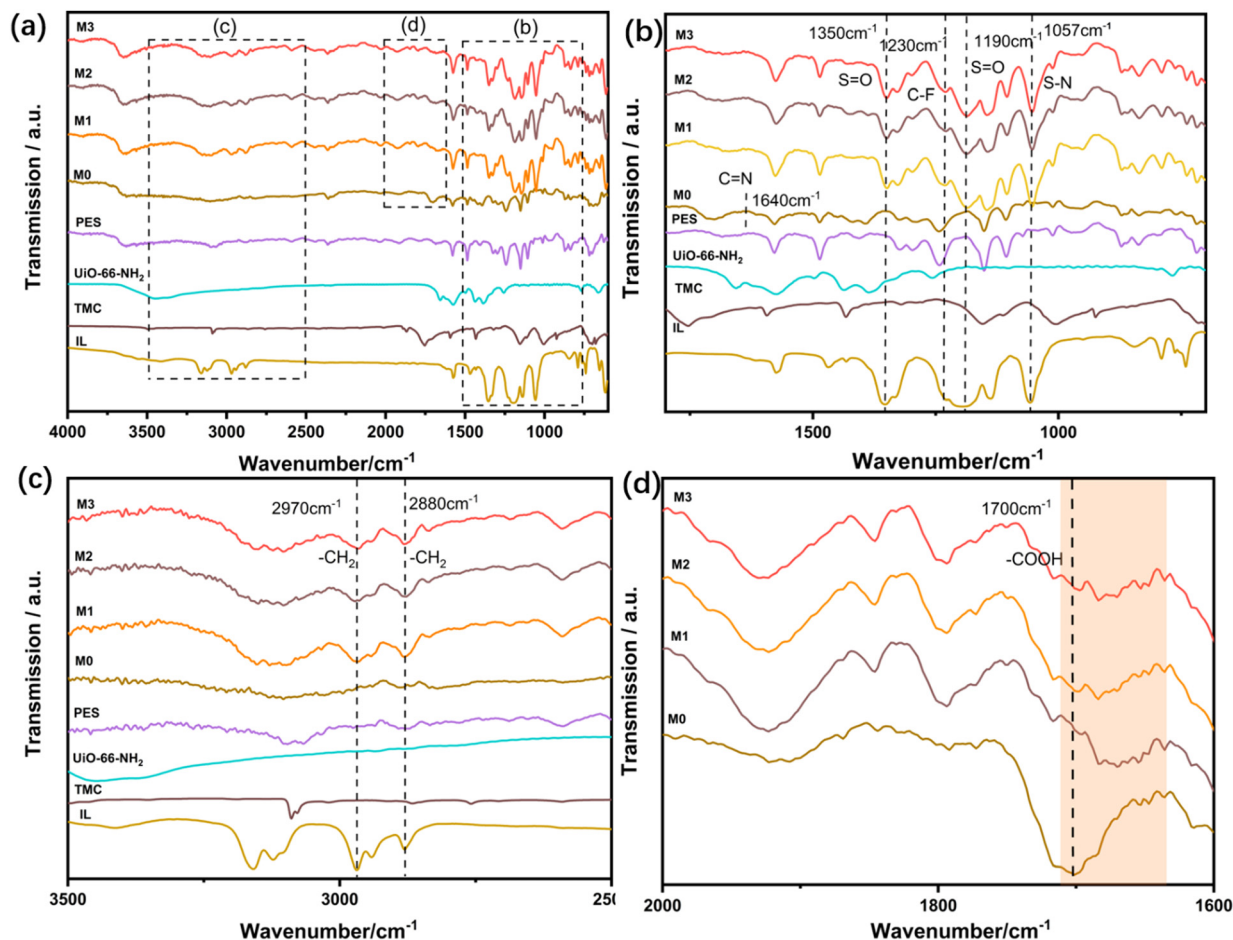 (a)
(c)
(d)
(b)
M3
M2
M1
M0
PES
UiO-66-NH2
TMC
IL
Transmission / a.u.
4000 3500 3000 2500 2000 1500 1000
Wavenumber/cm-1
(b)
1350cm-1 1230cm-1 1190cm-1 1057cm-1
S=O C-F S=O S-N
C=N 1640cm-1
M3
M2
M1
M0
PES
UiO-66-NH2
TMC
IL
Transmission / a.u.
1500 1000
Wavenumber/cm-1
(c)
2970cm-1 2880cm-1
-CH2 -CH2
M3
M2
M1
M0
PES
UiO-66-NH2
TMC
IL
Transmission / a.u.
3500 3000 250
Wavenumber/cm-1
(d)
1700cm-1
-COOH
M3
M2
M1
M0
Transmission / a.u.
2000 1800 1600
Wavenumber/cm-1